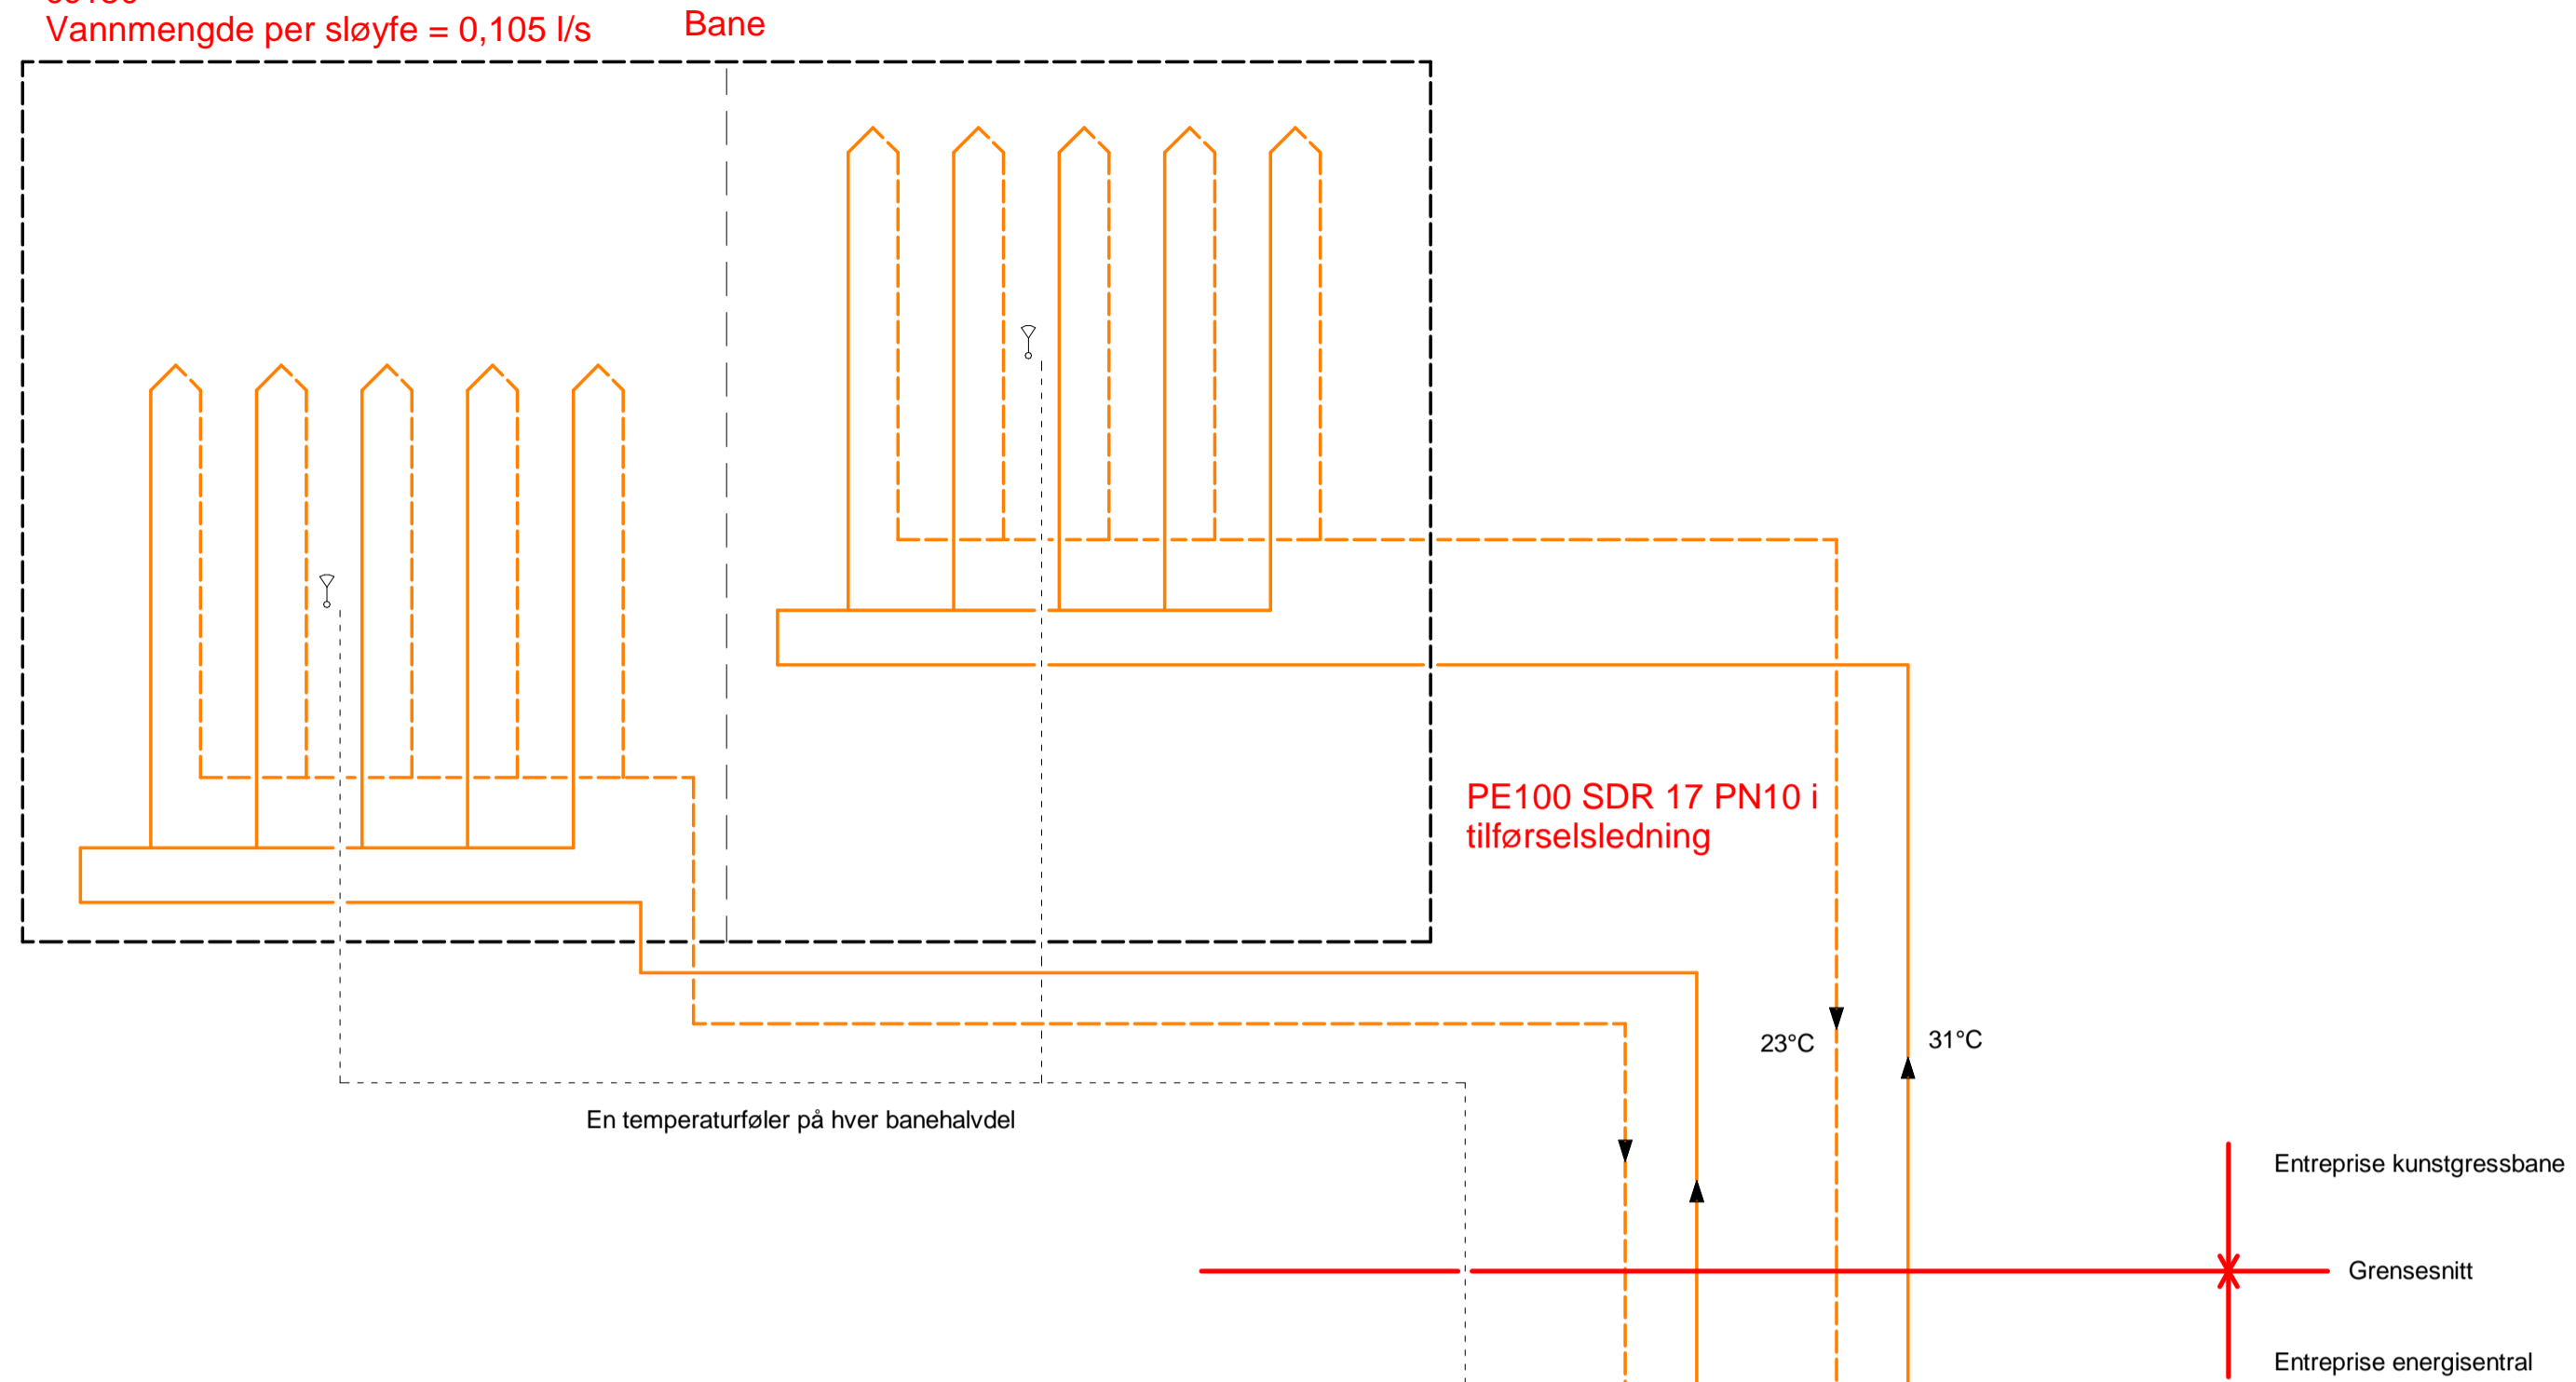 Vannmengde per sløyfe = 0,105 l/s
Bane
PE100 SDR 17 PN10 i
tilførselsledning
23°C
31°C
En temperaturføler på hver banehalvdel
Entreprise kunstgressbane
Grensesnitt
Entreprise energisentral